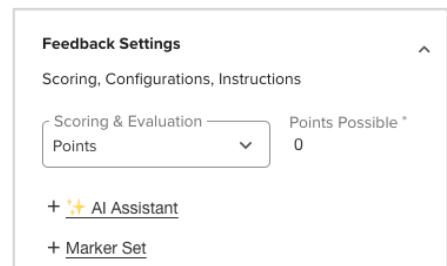 Feedback Settings
Scoring, Configurations, Instructions
Scoring & Evaluation
Points Possible *
Points
0
+ ✨ AI Assistant
+ Marker Set